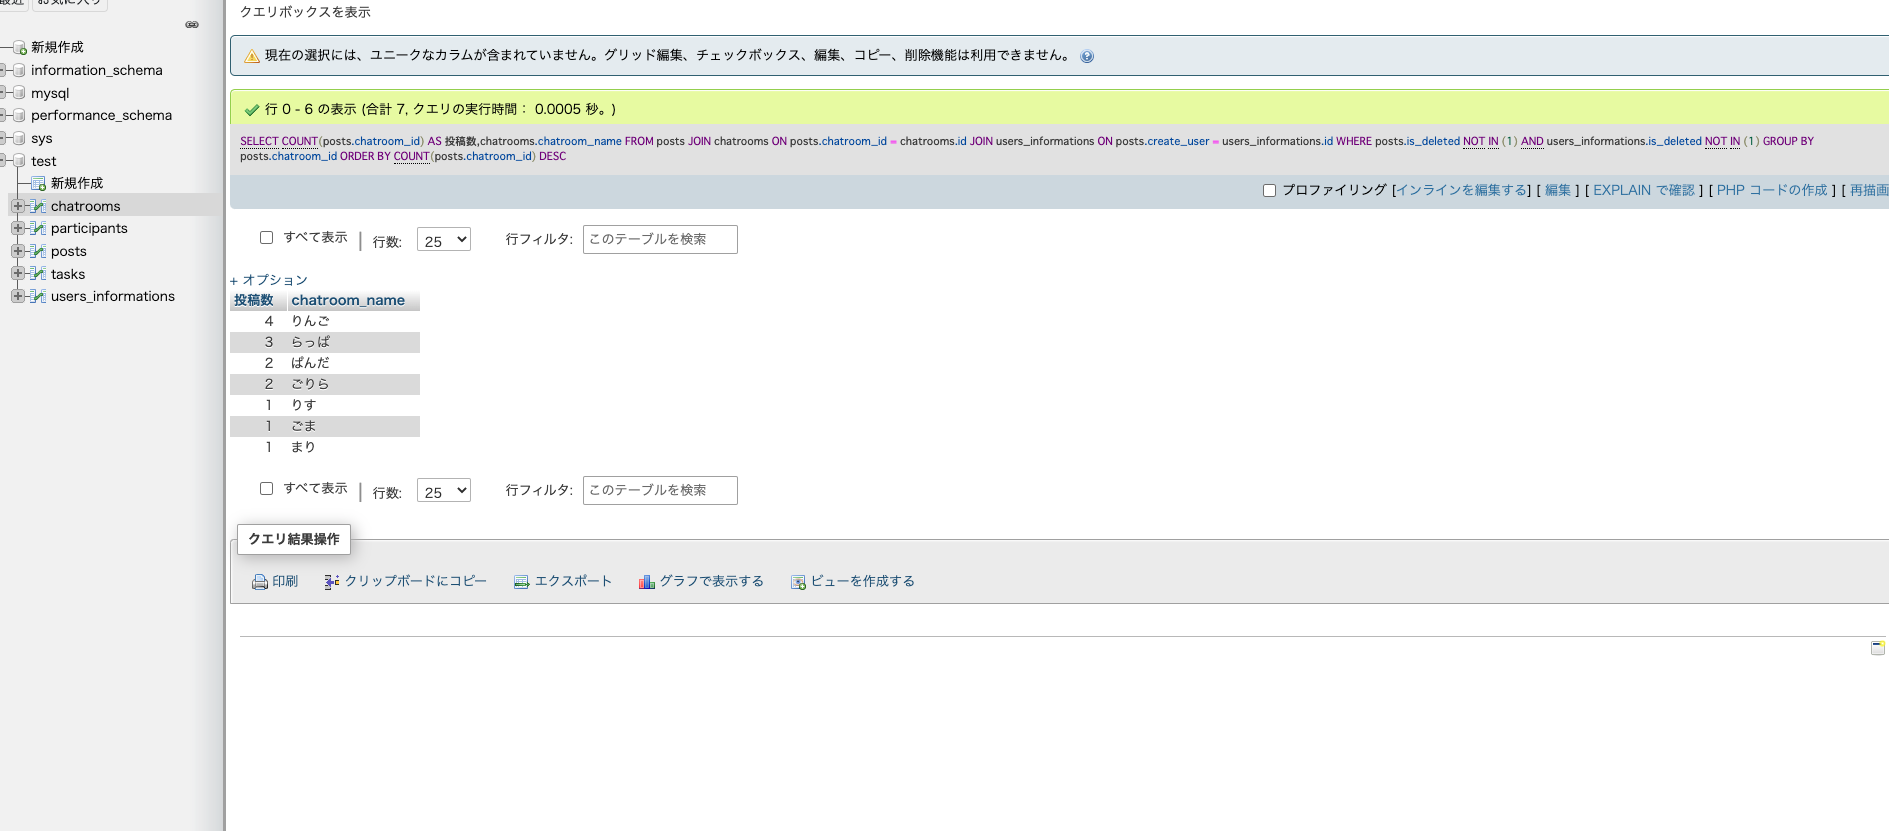 最近 お気に入り
新規作成
information_schema
mysql
performance_schema
sys
test
新規作成
chatrooms
participants
posts
tasks
users_informations
クエリボックスを表示
現在の選択には、ユニークなカラムが含まれていません。グリッド編集、チェックボックス、編集、コピー、削除機能は利用できません。
行 0 - 6 の表示 (合計 7, クエリの実行時間： 0.0005 秒。)
SELECT COUNT(posts.chatroom_id) AS 投稿数,chatrooms.chatroom_name FROM posts JOIN chatrooms ON posts.chatroom_id = chatrooms.id JOIN users_informations ON posts.create_user = users_informations.id WHERE posts.is_deleted NOT IN (1) AND users_informations.is_deleted NOT IN (1) GROUP BY
posts.chatroom_id ORDER BY COUNT(posts.chatroom_id) DESC
プロファイリング [インラインを編集する] [ 編集 ] [ EXPLAIN で確認 ] [ PHP コードの作成 ] [ 再描画
すべて表示 | 行数: 25 行フィルタ: このテーブルを検索
+ オプション
投稿数 chatroom_name
4 りんご
3 らっぱ
2 ぱんだ
2 ごりら
1 りす
1 ごま
1 まり
すべて表示 | 行数: 25 行フィルタ: このテーブルを検索
クエリ結果操作
印刷 クリップボードにコピー エクスポート グラフで表示する ビューを作成する